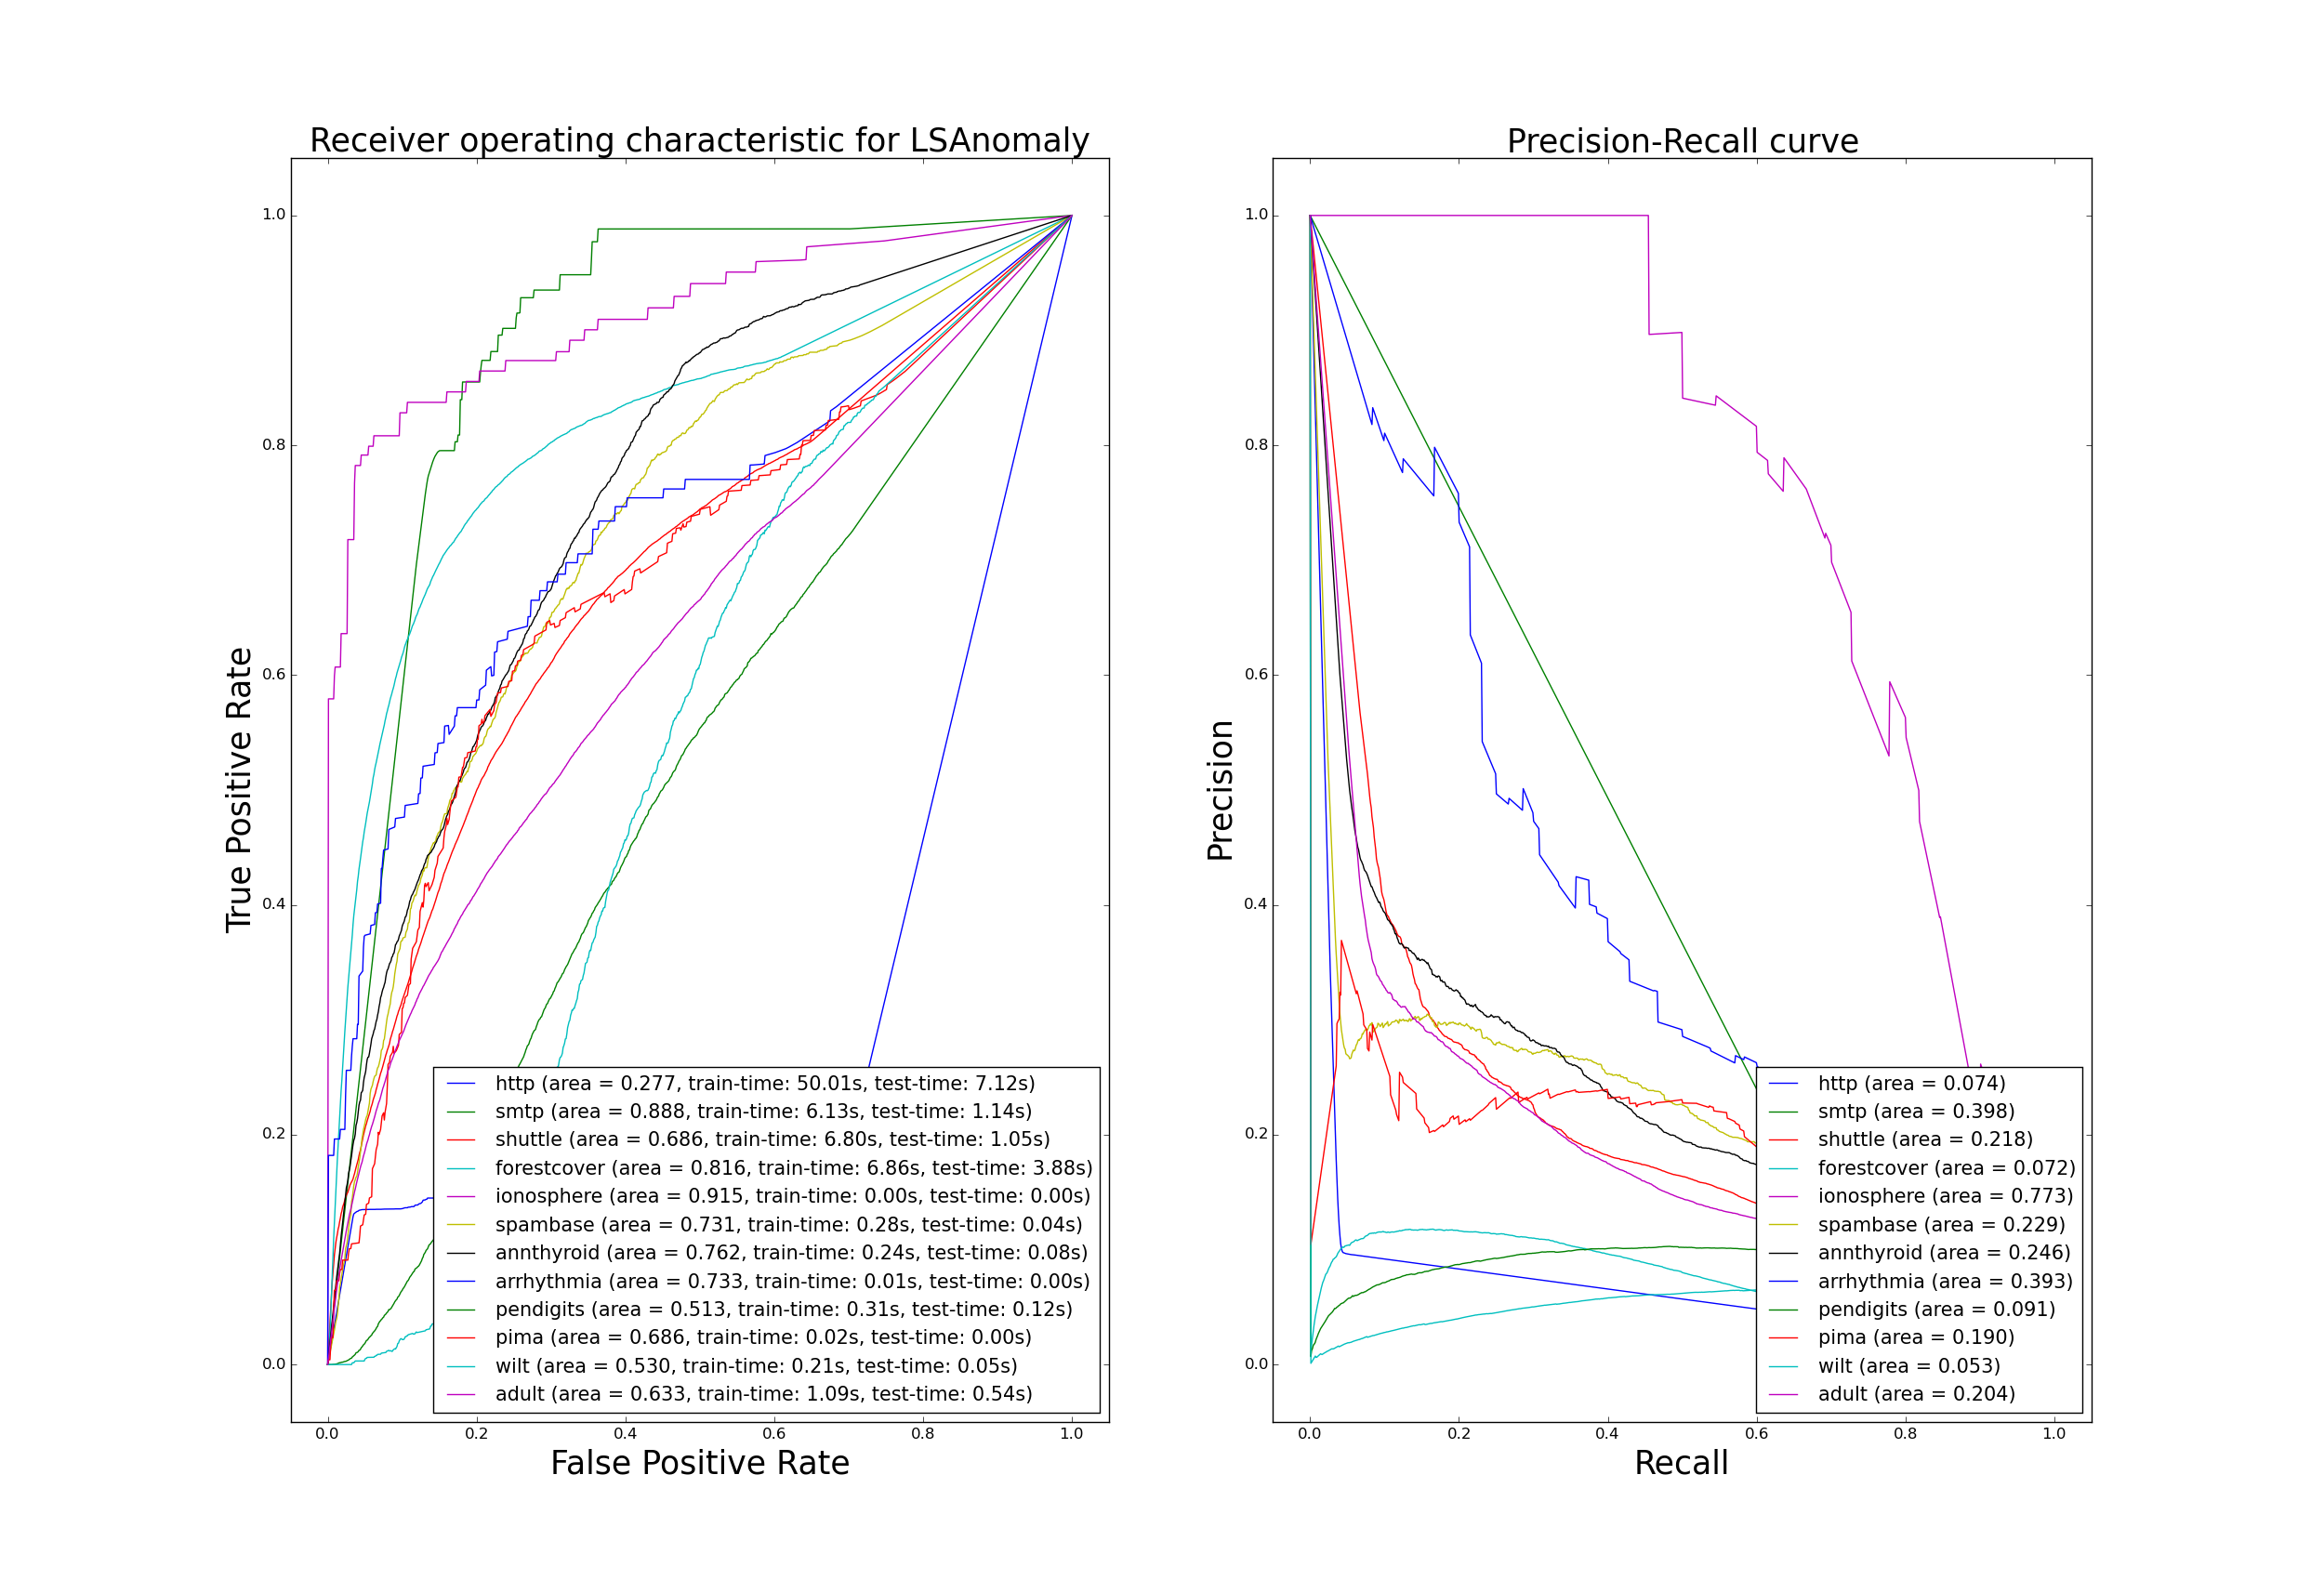 Receiver operating characteristic for LSAnomaly
1.0
0.8
0.6
0.4
0.2
0.0
True Positive Rate
http (area = 0.277, train-time: 50.01s, test-time: 7.12s)
smtp (area = 0.888, train-time: 6.13s, test-time: 1.14s)
shuttle (area = 0.686, train-time: 6.80s, test-time: 1.05s)
forestcover (area = 0.816, train-time: 6.86s, test-time: 3.88s)
ionosphere (area = 0.915, train-time: 0.00s, test-time: 0.00s)
spambase (area = 0.731, train-time: 0.28s, test-time: 0.04s)
annthyroid (area = 0.762, train-time: 0.24s, test-time: 0.08s)
arrhythmia (area = 0.733, train-time: 0.01s, test-time: 0.00s)
pendigits (area = 0.513, train-time: 0.31s, test-time: 0.12s)
pima (area = 0.686, train-time: 0.02s, test-time: 0.00s)
wilt (area = 0.530, train-time: 0.21s, test-time: 0.05s)
adult (area = 0.633, train-time: 1.09s, test-time: 0.54s)
0.0 0.2 0.4 0.6 0.8 1.0
False Positive Rate
Precision-Recall curve
1.0
0.8
0.6
0.4
0.2
0.0
Precision
http (area = 0.074)
smtp (area = 0.398)
shuttle (area = 0.218)
forestcover (area = 0.072)
ionosphere (area = 0.773)
spambase (area = 0.229)
annthyroid (area = 0.246)
arrhythmia (area = 0.393)
pendigits (area = 0.091)
pima (area = 0.190)
wilt (area = 0.053)
adult (area = 0.204)
0.0 0.2 0.4 0.6 0.8 1.0
Recall